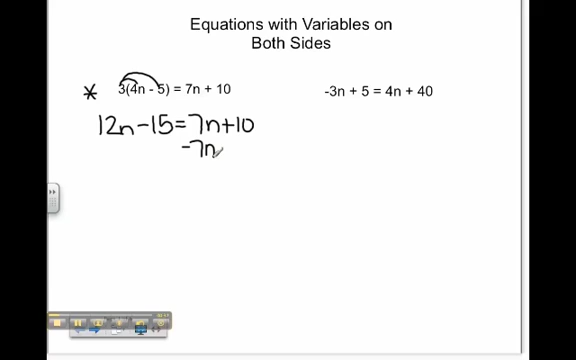 Equations with Variables on
Both Sides
* 3(4n - 5) = 7n + 10
12n - 15 = 7n + 10
-7n
-3n + 5 = 4n + 40